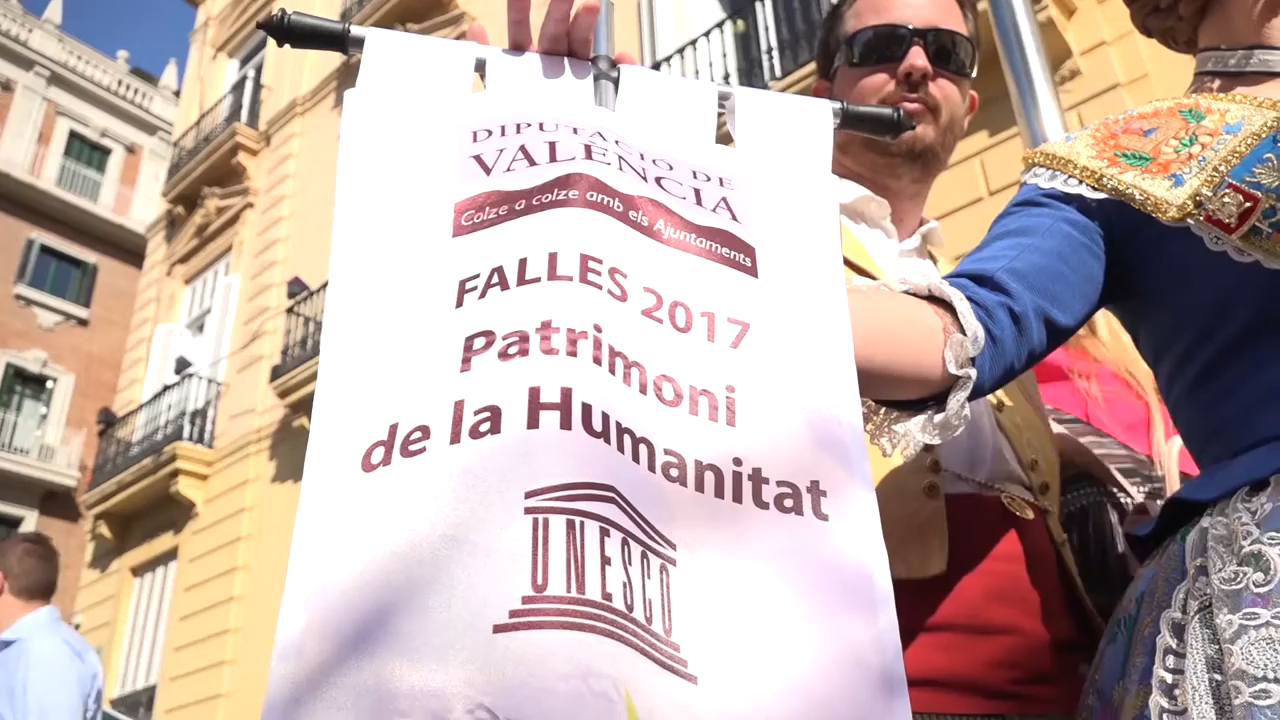 DIPUTACIÓ DE
VALÈNCIA
Colze a colze amb els Ajuntaments
FALLES 2017
Patrimoni
de la Humanitat
UNESCO